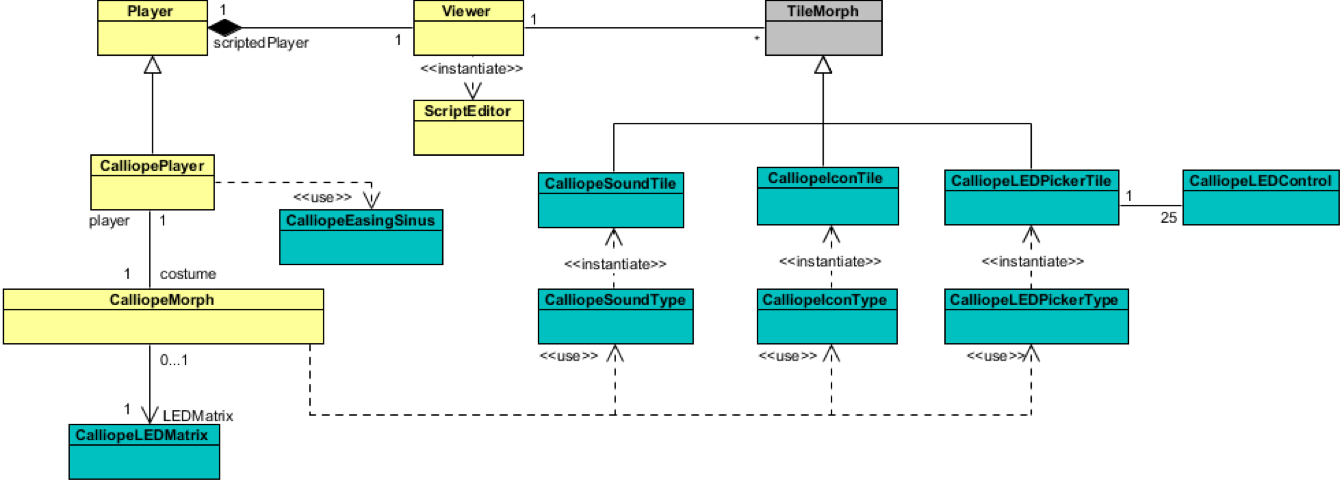 Player
1
scriptedPlayer
1
Viewer
1
*
TileMorph
<<instantiate>>
ScriptEditor
CalliopePlayer
<<use>>
CalliopeEasingSinus
CalliopeSoundTile
CalliopeIconTile
CalliopeLEDPickerTile
1
25
CalliopeLEDControl
player
1
1
costume
<<instantiate>>
<<instantiate>>
<<instantiate>>
CalliopeMorph
CalliopeSoundType
CalliopeIconType
CalliopeLEDPickerType
0...1
<<use>>
<<use>>
<<use>>
1
LEDMatrix
CalliopeLEDMatrix